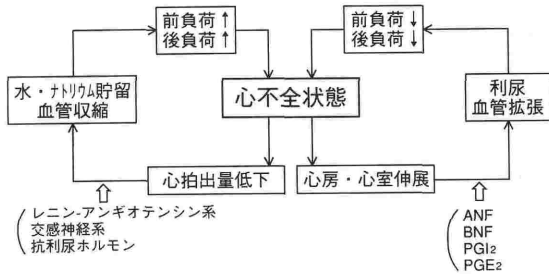 前負荷↑
後負荷↑
前負荷↓
後負荷↓
水・ナトリウム貯留
血管収縮
心不全状態
利尿
血管拡張
心拍出量低下
心房・心室伸展
レニン-アンギオテンシン系
交感神経系
抗利尿ホルモン
ANF
BNF
PGI₂
PGE₂